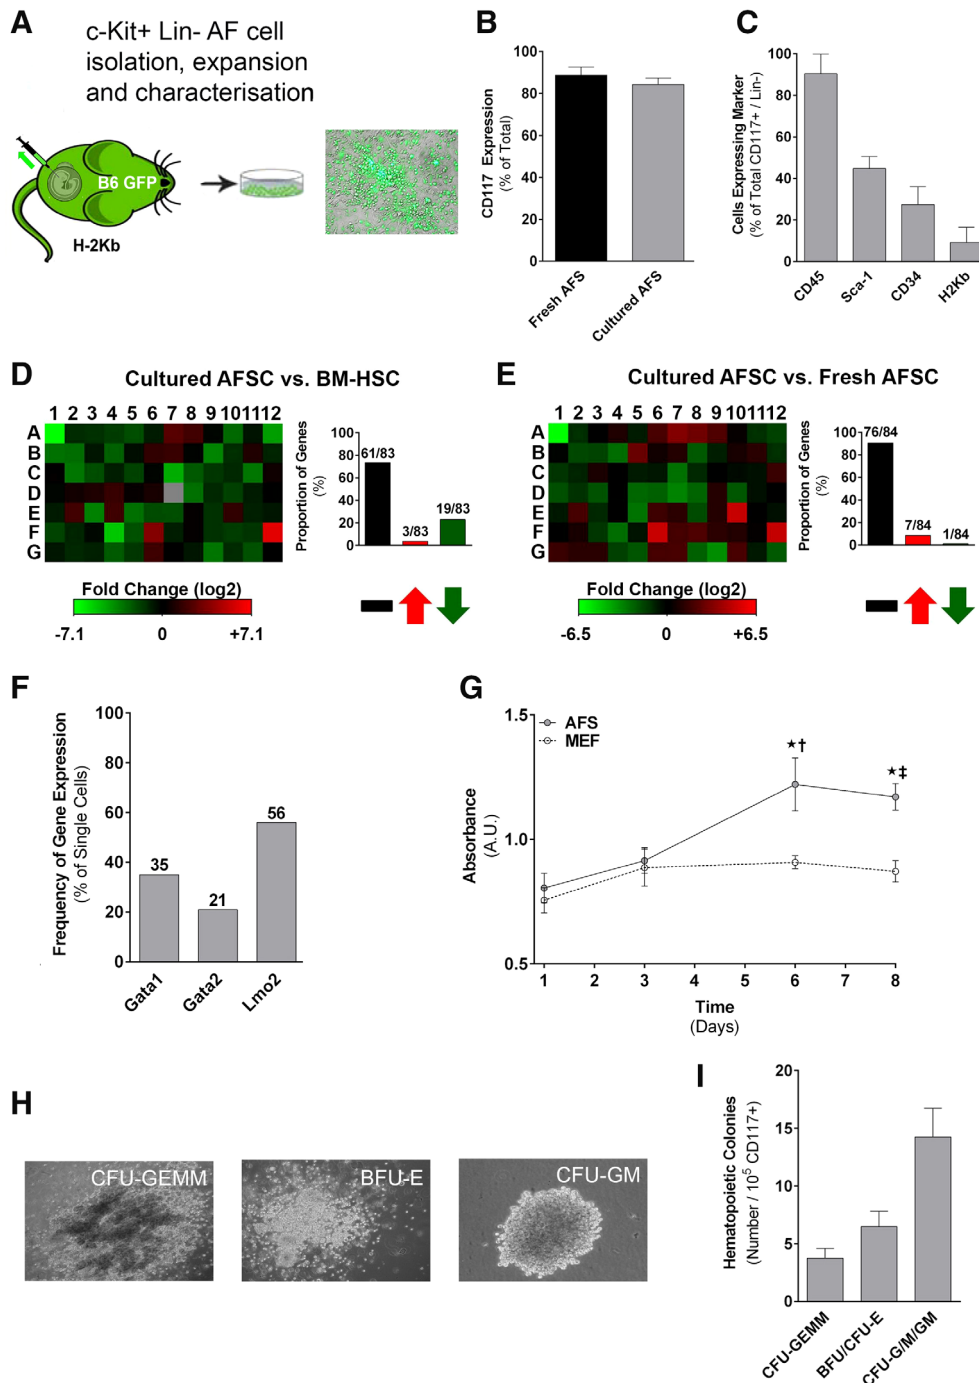 A
c-Kit+ Lin- AF cell
isolation, expansion
and characterisation
B6 GFP
H-2Kb
B
CD117 Expression
(% of Total)
100
80
60
40
20
0
Fresh AFS
Cultured AFS
C
Cells Expressing Marker
(% of Total CD117+ / Lin-)
100
80
60
40
20
0
CD45
Sca-1
CD34
H2Kb
D
Cultured AFSC vs. BM-HSC
1 2 3 4 5 6 7 8 9 10 11 12
A
B
C
D
E
F
G
Fold Change (log2)
-7.1 0 +7.1
Proportion of Genes
(%)
100
80
60
40
20
0
61/83
3/83
19/83
E
Cultured AFSC vs. Fresh AFSC
1 2 3 4 5 6 7 8 9 10 11 12
A
B
C
D
E
F
G
Fold Change (log2)
-6.5 0 +6.5
Proportion of Genes
(%)
100
80
60
40
20
0
76/84
7/84
1/84
F
Frequency of Gene Expression
(% of Single Cells)
100
80
60
40
20
0
35
21
56
Gata1
Gata2
Lmo2
G
AFS
MEF
Absorbance
(A.U.)
1.5
1.0
0.5
★†
★‡
1 2 3 4 5 6 7 8
Time
(Days)
H
CFU-GEMM
BFU-E
CFU-GM
I
Hematopoietic Colonies
(Number / 10⁵ CD117+)
20
15
10
5
0
CFU-GEMM
BFU/CFU-E
CFU-G/M/GM